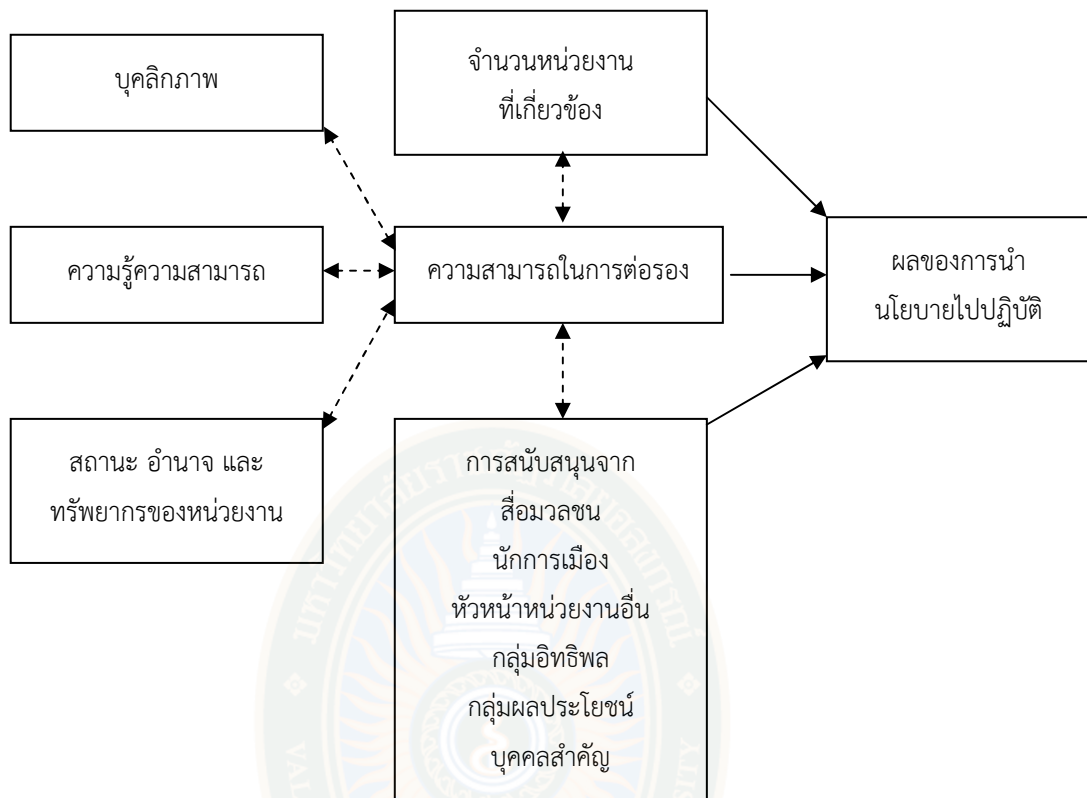 บุคลิกภาพ
จำนวนหน่วยงาน
ที่เกี่ยวข้อง
ความรู้ความสามารถ
ความสามารถในการต่อรอง
ผลของการนำ
นโยบายไปปฏิบัติ
สถานะ อำนาจ และ
ทรัพยากรของหน่วยงาน
การสนับสนุนจาก
สื่อมวลชน
นักการเมือง
หัวหน้าหน่วยงานอื่น
กลุ่มอิทธิพล
กลุ่มผลประโยชน์
บุคคลสำคัญ